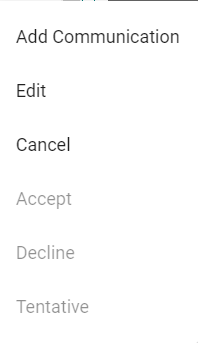 Add Communication
Edit
Cancel
Accept
Decline
Tentative